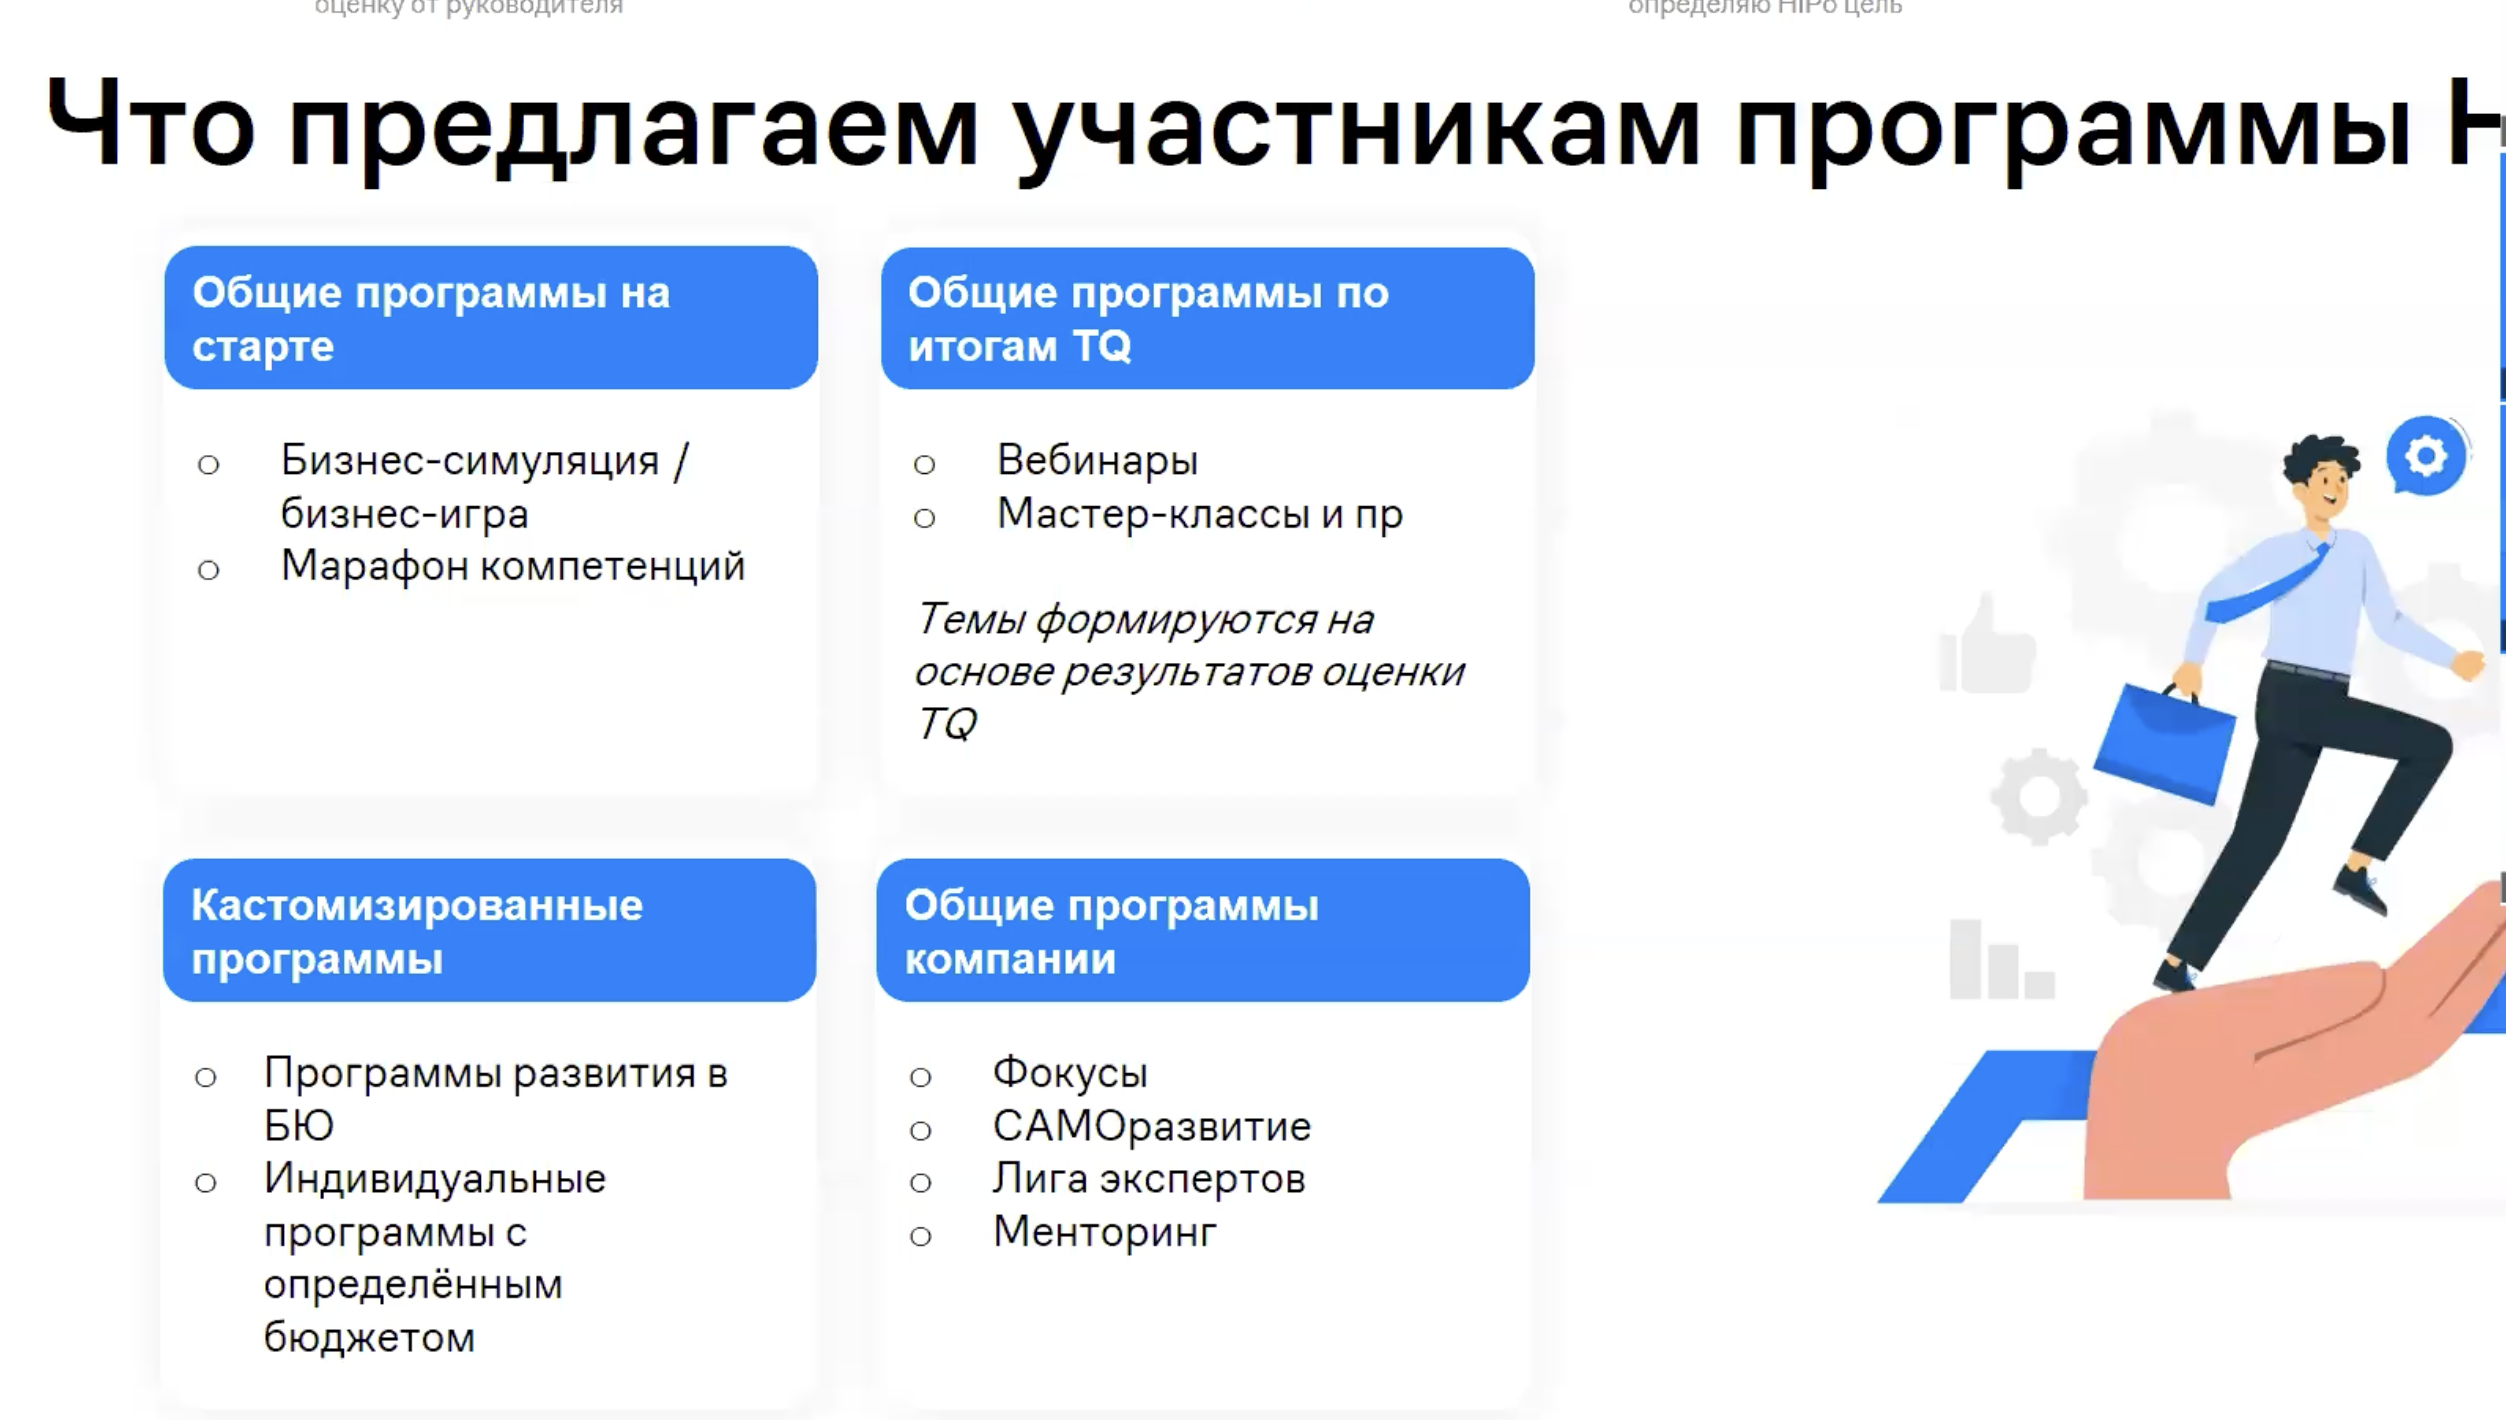 оценку от руководителя
определяю HiPo цель
Что предлагаем участникам программы
Общие программы на
старте
Бизнес-симуляция /
бизнес-игра
Марафон компетенций
Общие программы по
итогам TQ
Вебинары
Мастер-классы и пр
Темы формируются на
основе результатов оценки
TQ
Кастомизированные
программы
Программы развития в
БЮ
Индивидуальные
программы с
определённым
бюджетом
Общие программы
компании
Фокусы
САМОразвитие
Лига экспертов
Менторинг